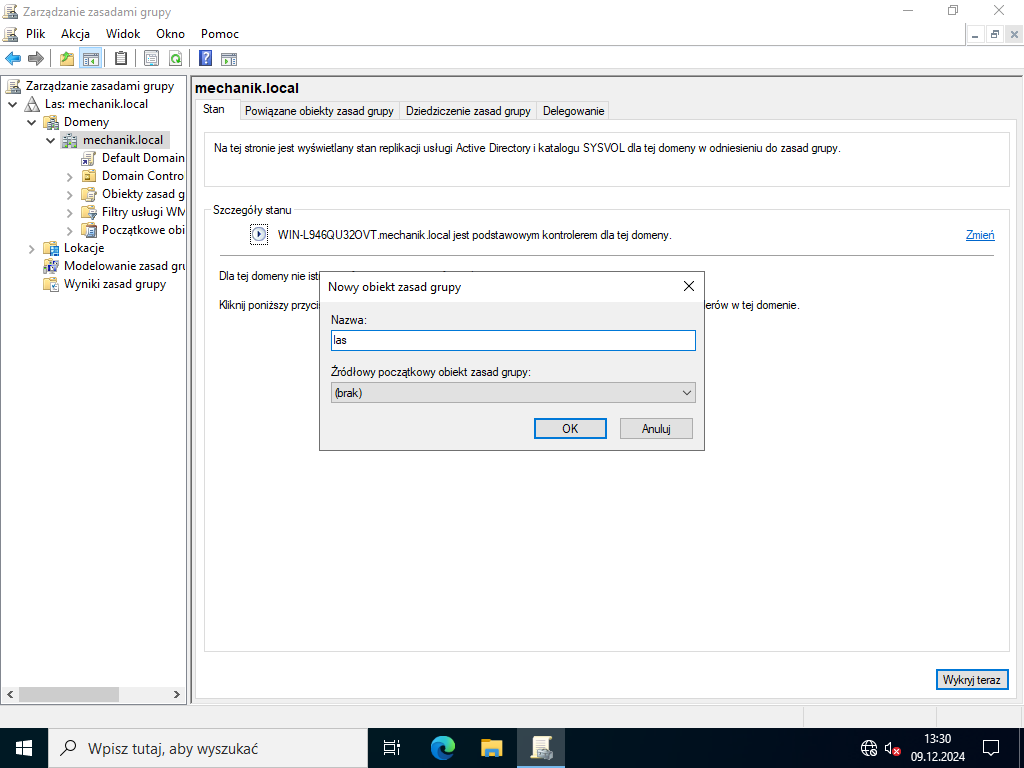 Zarządzanie zasadami grupy
Plik Akcja Widok Okno Pomoc
Zarządzanie zasadami grupy
Las: mechanik.local
Domeny
mechanik.local
Default Domain
Domain Contro
Obiekty zasad g
Filtry usługi WM
Początkowe obi
Lokacje
Modelowanie zasad gru
Wyniki zasad grupy
mechanik.local
Stan Powiązane obiekty zasad grupy Dziedziczenie zasad grupy Delegowanie
Na tej stronie jest wyświetlany stan replikacji usługi Active Directory i katalogu SYSVOL dla tej domeny w odniesieniu do zasad grupy.
Szczegóły stanu
WIN-L946QU32OVT.mechanik.local jest podstawowym kontrolerem dla tej domeny.
Zmień
Dla tej domeny nie ist
Kliknij poniższy przyci
lerów w tej domenie.
Nowy obiekt zasad grupy
Nazwa:
las
Źródłowy początkowy obiekt zasad grupy:
(brak)
OK Anuluj
Wykryj teraz
Wpisz tutaj, aby wyszukać
13:30
09.12.2024